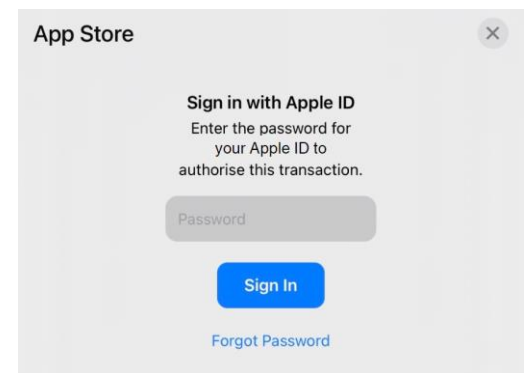 App Store
Sign in with Apple ID
Enter the password for
your Apple ID to
authorise this transaction.
Password
Sign In
Forgot Password